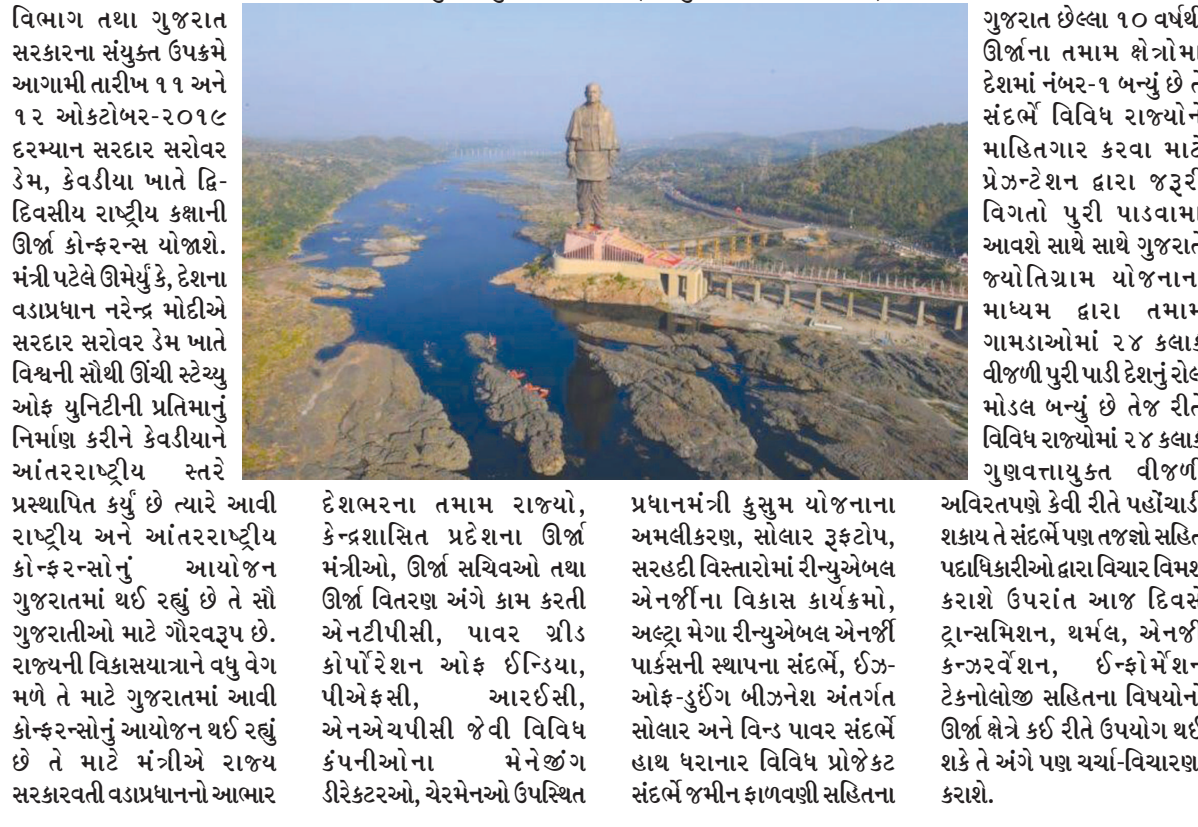 વિભાગ તથા ગુજરાત
સરકારના સંયુક્ત ઉપક્રમે
આગામી તારીખ ૧૧ અને
૧૨ ઓકટોબર-૨૦૧૯
દરમ્યાન સરદાર સરોવર
ડેમ, કેવડીયા ખાતે દ્વિ-
દિવસીય રાષ્ટ્રીય કક્ષાની
ઊર્જા કોન્ફરન્સ યોજાશે.
મંત્રી પટેલે ઊમેર્યું કે, દેશના
વડાપ્રધાન નરેન્દ્ર મોદીએ
સરદાર સરોવર ડેમ ખાતે
વિશ્વની સૌથી ઊંચી સ્ટેચ્યુ
ઓફ યુનિટીની પ્રતિમાનું
નિર્માણ કરીને કેવડીયાને
આંતરરાષ્ટ્રીય સ્તરે
પ્રસ્થાપિત કર્યું છે ત્યારે આવી
રાષ્ટ્રીય અને આંતરરાષ્ટ્રીય
કોન્ફરન્સોનું આયોજન
ગુજરાતમાં થઈ રહ્યું છે તે સૌ
ગુજરાતીઓ માટે ગૌરવરૂપ છે.
રાજ્યની વિકાસયાત્રાને વધુ વેગ
મળે તે માટે ગુજરાતમાં આવી
કોન્ફરન્સોનું આયોજન થઈ રહ્યું
છે તે માટે મંત્રીએ રાજ્ય
સરકારવતી વડાપ્રધાનનો આભાર
દેશભરના તમામ રાજ્યો,
કેન્દ્રશાસિત પ્રદેશના ઊર્જા
મંત્રીઓ, ઊર્જા સચિવઓ તથા
ઊર્જા વિતરણ અંગે કામ કરતી
એનટીપીસી, પાવર ગ્રીડ
કોર્પોરેશન ઓફ ઈન્ડિયા,
પીએફસી, આરઈસી,
એનએચપીસી જેવી વિવિધ
કંપનીઓના મેનેજીંગ
ડીરેકટરઓ, ચેરમેનઓ ઉપસ્થિત
પ્રધાનમંત્રી કુસુમ યોજનાના
અમલીકરણ, સોલાર રૂફટોપ,
સરહદી વિસ્તારોમાં રીન્યુએબલ
એનર્જીના વિકાસ કાર્યક્રમો,
અલ્ટ્રા મેગા રીન્યુએબલ એનર્જી
પાર્કસની સ્થાપના સંદર્ભે, ઈઝ-
ઓફ-ડુઈંગ બીઝનેશ અંતર્ગત
સોલાર અને વિન્ડ પાવર સંદર્ભે
હાથ ધરાનાર વિવિધ પ્રોજેકટ
સંદર્ભે જમીન ફાળવણી સહિતના
ગુજરાત છેલ્લા ૧૦ વર્ષથી
ઊર્જાના તમામ ક્ષેત્રોમાં
દેશમાં નંબર-૧ બન્યું છે તે
સંદર્ભે વિવિધ રાજ્યોને
માહિતગાર કરવા માટે
પ્રેઝન્ટેશન દ્વારા જરૂરી
વિગતો પુરી પાડવામાં
આવશે સાથે સાથે ગુજરાતે
જ્યોતિગ્રામ યોજનાના
માધ્યમ દ્વારા તમામ
ગામડાઓમાં ૨૪ કલાક
વીજળી પુરી પાડી દેશનું રોલ
મોડલ બન્યું છે તેજ રીતે
વિવિધ રાજ્યોમાં ૨૪ કલાક
ગુણવત્તાયુક્ત વીજળી
અવિરતપણે કેવી રીતે પહોંચાડી
શકાય તે સંદર્ભે પણ તજજ્ઞો સહિત
પદાધિકારીઓ દ્વારા વિચાર વિમર્શ
કરાશે ઉપરાંત આજ દિવસે
ટ્રાન્સમિશન, થર્મલ, એનર્જી
કન્ઝરર્વેશન, ઈન્ફોર્મેશન
ટેકનોલોજી સહિતના વિષયોનો
ઊર્જા ક્ષેત્રે કઈ રીતે ઉપયોગ થઈ
શકે તે અંગે પણ ચર્ચા-વિચારણા
કરાશે.